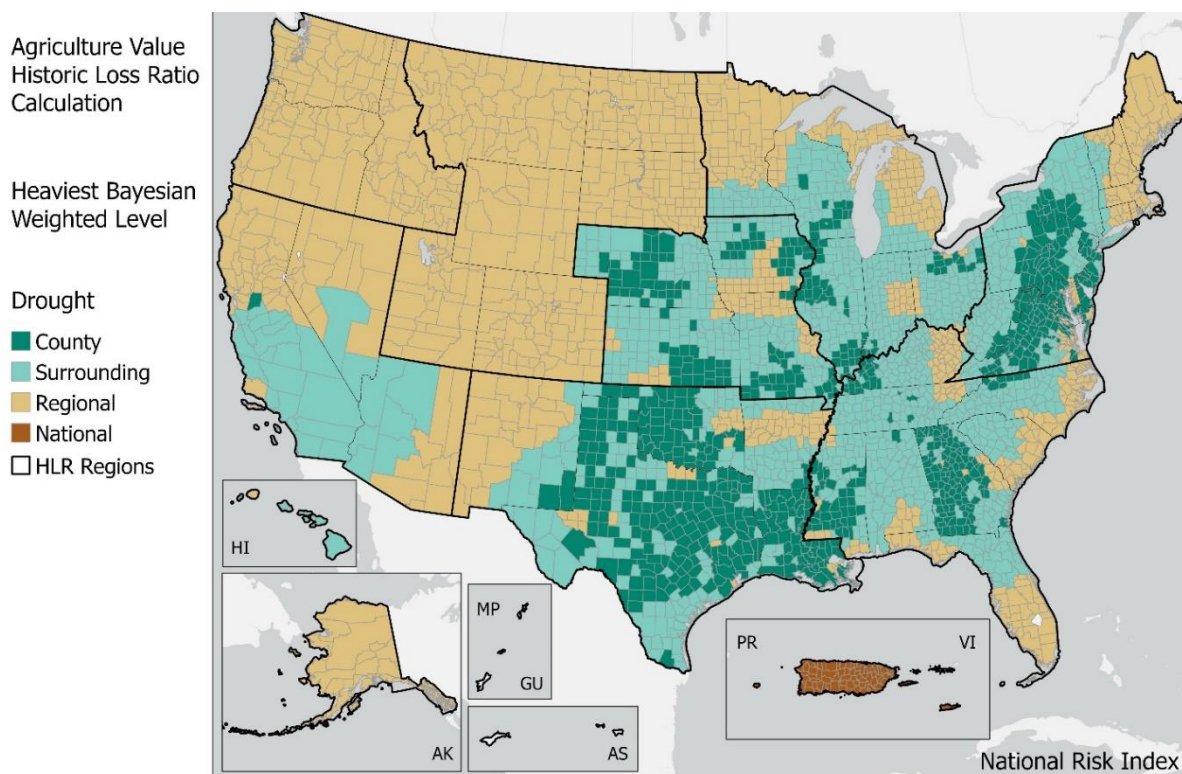 Agriculture Value
Historic Loss Ratio
Calculation
Heaviest Bayesian
Weighted Level
Drought
County
Surrounding
Regional
National
HLR Regions
HI
AK
MP
GU
AS
PR
VI
National Risk Index